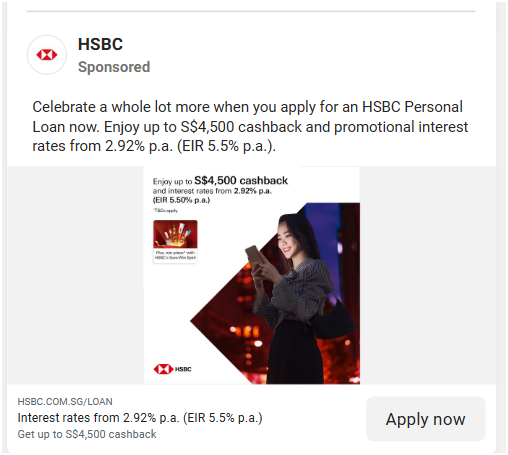 HSBC
Sponsored
Celebrate a whole lot more when you apply for an HSBC Personal
Loan now. Enjoy up to S$4,500 cashback and promotional interest
rates from 2.92% p.a. (EIR 5.5% p.a.).
Enjoy up to S$4,500 cashback
and interest rates from 2.92% p.a.
(EIR 5.50% p.a.)
T&Cs apply.
Plus, win prizes* with
HSBC's Sure-Win Spin!
HSBC
HSBC.COM.SG/LOAN
Interest rates from 2.92% p.a. (EIR 5.5% p.a.)
Get up to S$4,500 cashback
Apply now